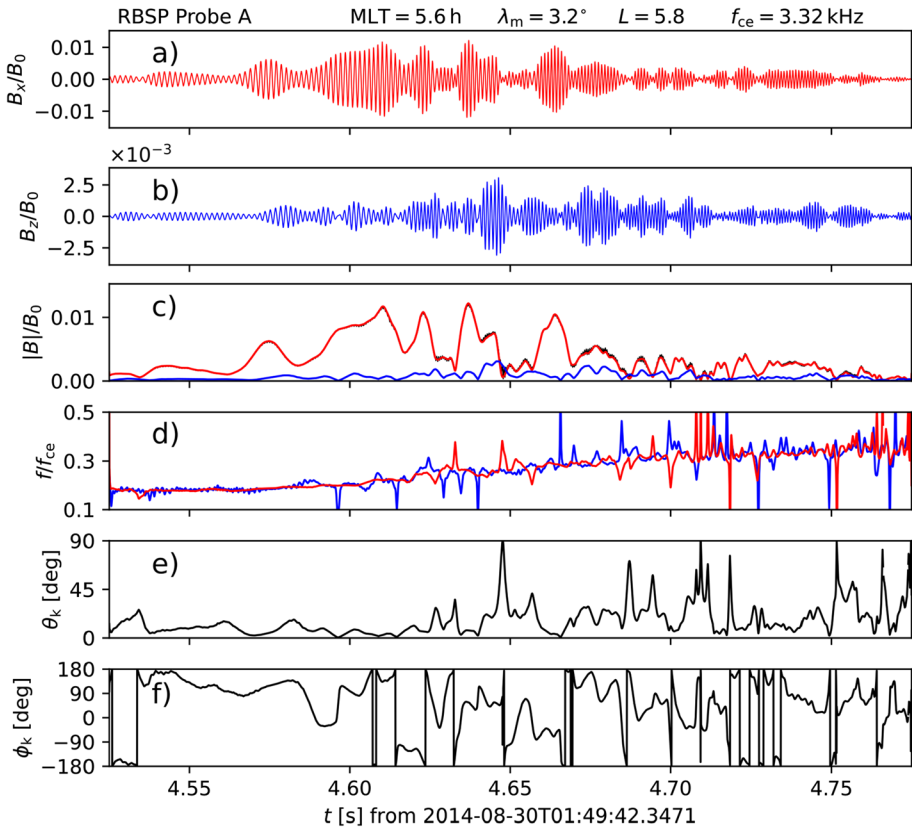 RBSP Probe A MLT = 5.6 h λm = 3.2° L = 5.8 fce = 3.32 kHz
a)
0.01
0.00
−0.01
Bx/B0
×10−3
b)
2.5
0.0
−2.5
Bz/B0
c)
0.01
0.00
|B|/B0
d)
0.5
0.3
0.1
f/fce
e)
90
45
0
θk [deg]
f)
180
90
0
−90
−180
ϕk [deg]
4.55 4.60 4.65 4.70 4.75
t [s] from 2014-08-30T01:49:42.3471